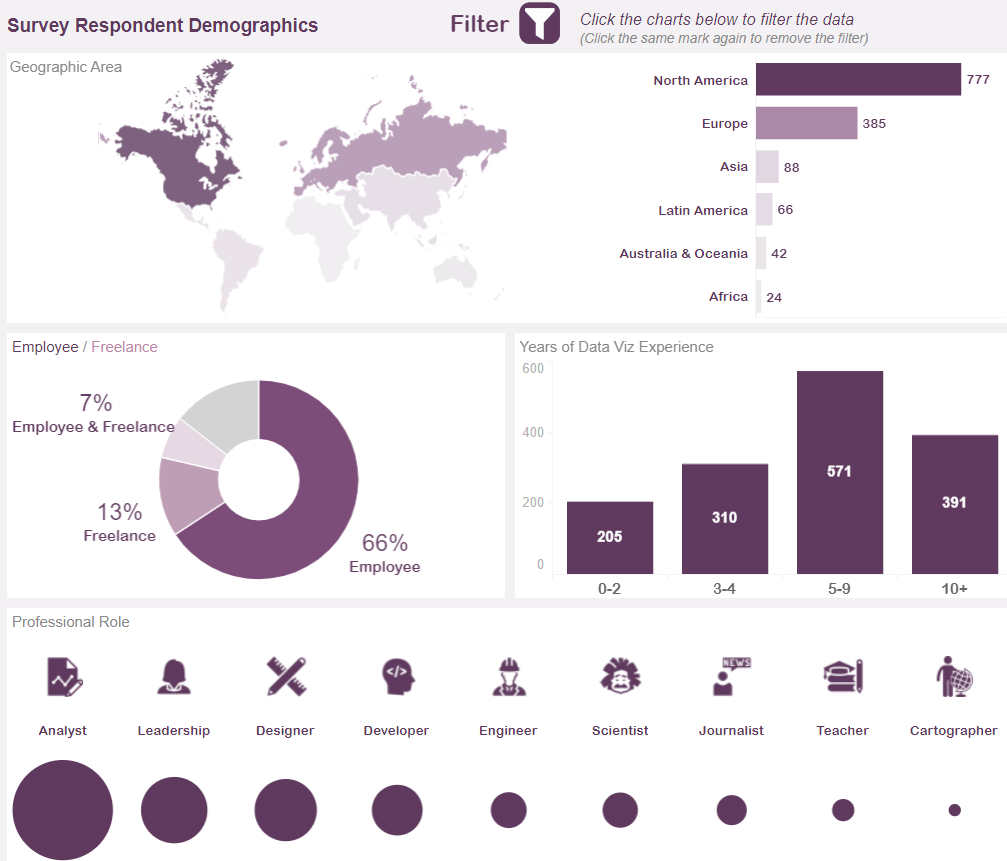 Survey Respondent Demographics
Filter
Click the charts below to filter the data
(Click the same mark again to remove the filter)
Geographic Area
North America 777
Europe 385
Asia 88
Latin America 66
Australia & Oceania 42
Africa 24
Employee / Freelance
7%
Employee & Freelance
13%
Freelance
66%
Employee
Years of Data Viz Experience
600
400
200
0
205
310
571
391
0-2
3-4
5-9
10+
Professional Role
</>
NEWS
Analyst
Leadership
Designer
Developer
Engineer
Scientist
Journalist
Teacher
Cartographer